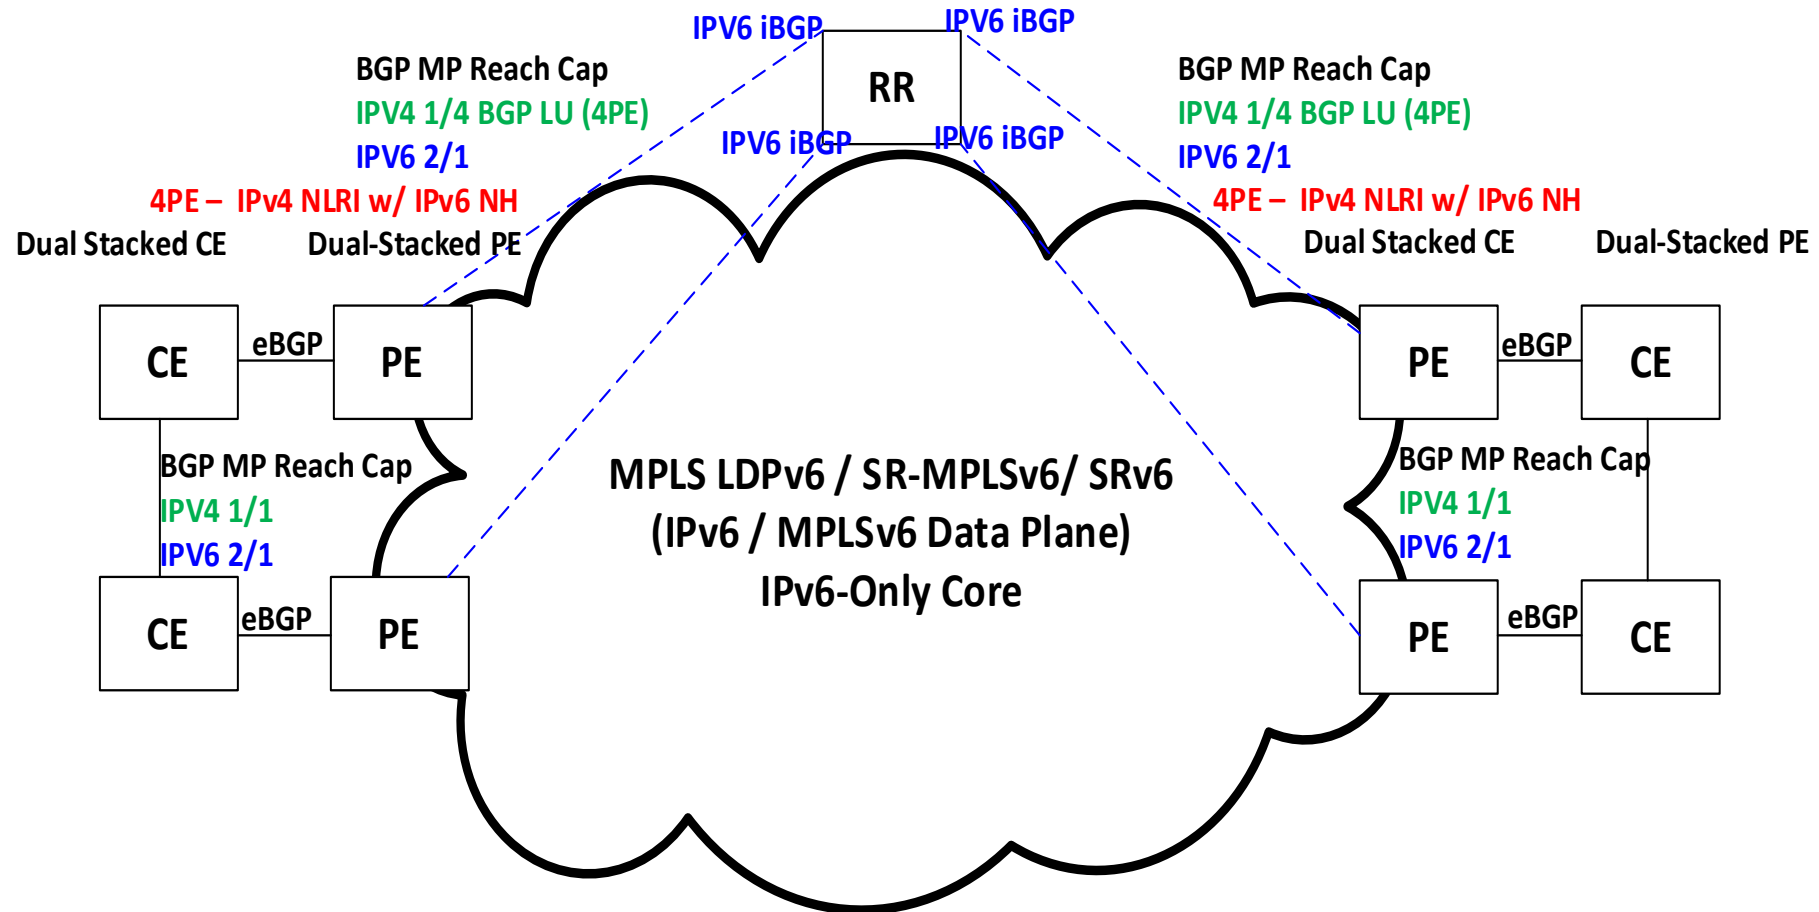 IPV6 iBGP
IPV6 iBGP
BGP MP Reach Cap
IPV4 1/4 BGP LU (4PE)
IPV6 2/1
4PE – IPv4 NLRI w/ IPv6 NH
Dual Stacked CE
Dual-Stacked PE
RR
IPV6 iBGP
IPV6 iBGP
BGP MP Reach Cap
IPV4 1/4 BGP LU (4PE)
IPV6 2/1
4PE – IPv4 NLRI w/ IPv6 NH
Dual Stacked CE
Dual-Stacked PE
CE
eBGP
PE
PE
eBGP
CE
BGP MP Reach Cap
IPV4 1/1
IPV6 2/1
MPLS LDPv6 / SR-MPLSv6/ SRv6
(IPv6 / MPLSv6 Data Plane)
IPv6-Only Core
BGP MP Reach Cap
IPV4 1/1
IPV6 2/1
CE
eBGP
PE
PE
eBGP
CE